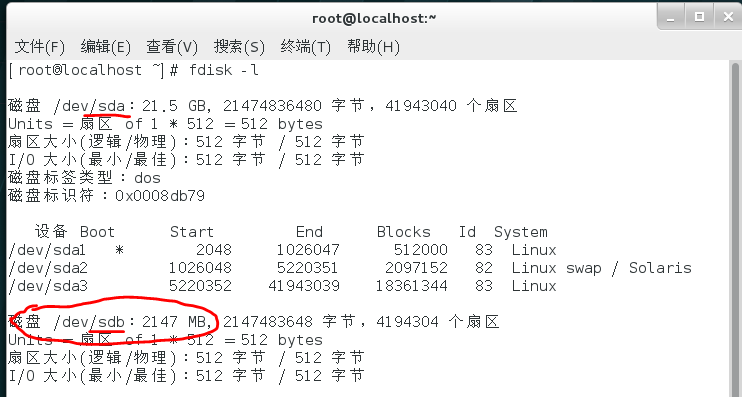 root@localhost:~
文件(F) 编辑(E) 查看(V) 搜索(S) 终端(T) 帮助(H)
[root@localhost ~]# fdisk -l
磁盘 /dev/sda：21.5 GB, 21474836480 字节，41943040 个扇区
Units = 扇区 of 1 * 512 = 512 bytes
扇区大小(逻辑/物理)：512 字节 / 512 字节
I/O 大小(最小/最佳)：512 字节 / 512 字节
磁盘标签类型：dos
磁盘标识符：0x0008db79
设备 Boot Start End Blocks Id System
/dev/sda1 * 2048 1026047 512000 83 Linux
/dev/sda2 1026048 5220351 2097152 82 Linux swap / Solaris
/dev/sda3 5220352 41943039 18361344 83 Linux
磁盘 /dev/sdb：2147 MB, 2147483648 字节，4194304 个扇区
Units = 扇区 of 1 * 512 = 512 bytes
扇区大小(逻辑/物理)：512 字节 / 512 字节
I/O 大小(最小/最佳)：512 字节 / 512 字节